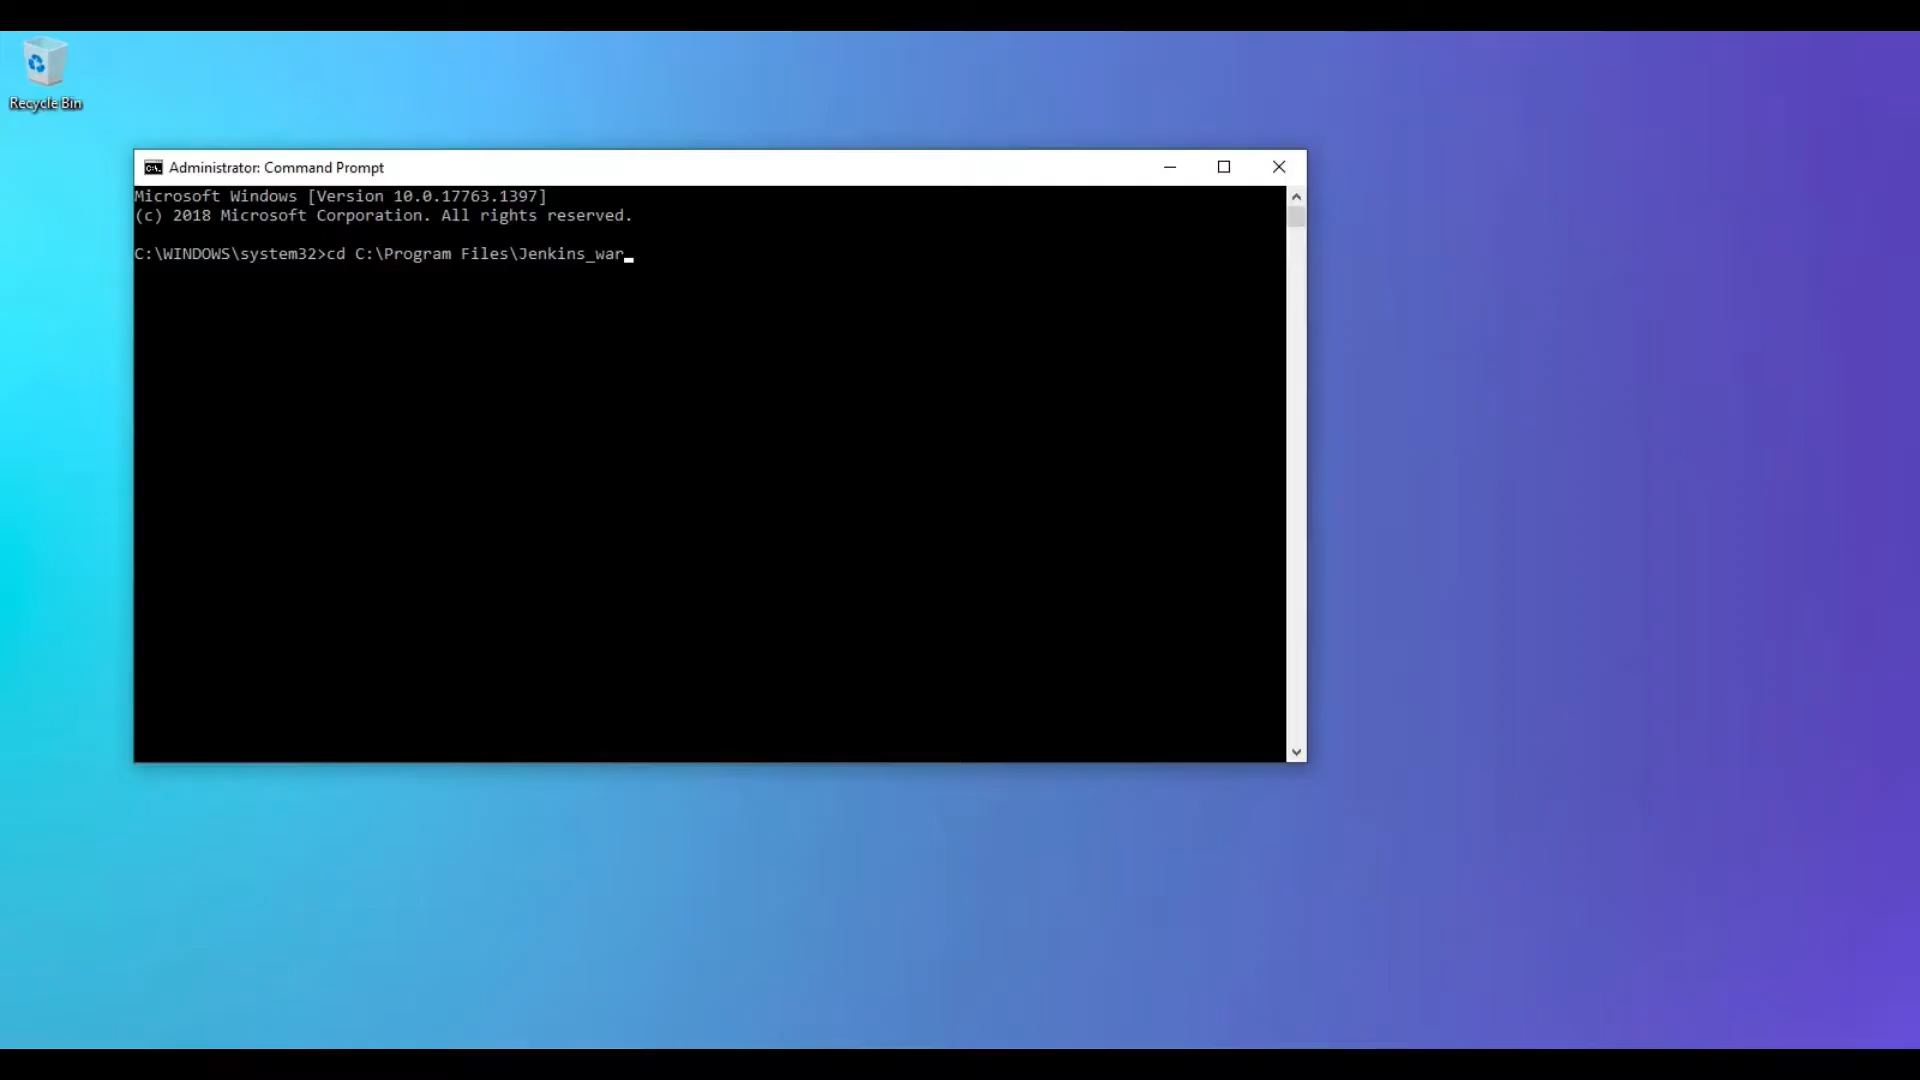 Recycle Bin
Administrator: Command Prompt
Microsoft Windows [Version 10.0.17763.1397]
(c) 2018 Microsoft Corporation. All rights reserved.
C:\WINDOWS\system32>cd C:\Program Files\Jenkins_war